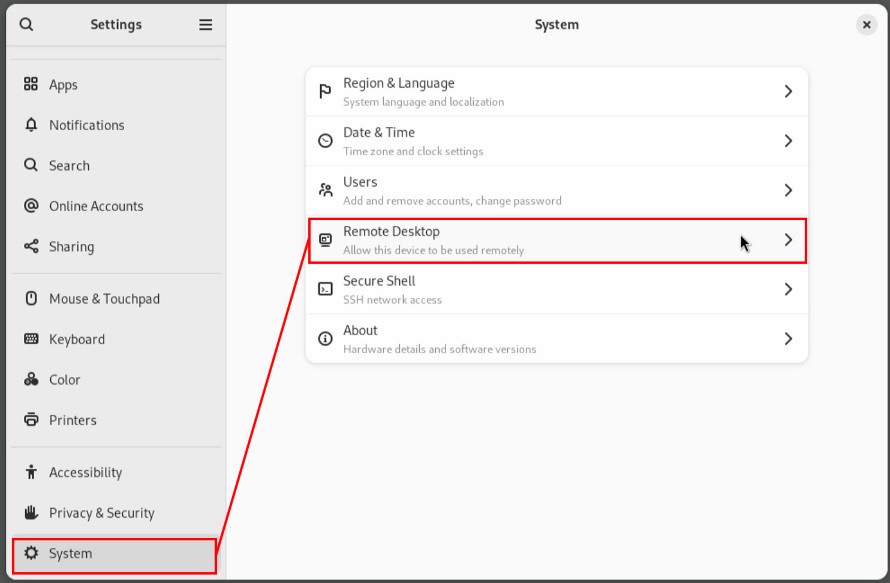 Settings
Apps
Notifications
Search
Online Accounts
Sharing
Mouse & Touchpad
Keyboard
Color
Printers
Accessibility
Privacy & Security
System
System
Region & Language
System language and localization
Date & Time
Time zone and clock settings
Users
Add and remove accounts, change password
Remote Desktop
Allow this device to be used remotely
Secure Shell
SSH network access
About
Hardware details and software versions